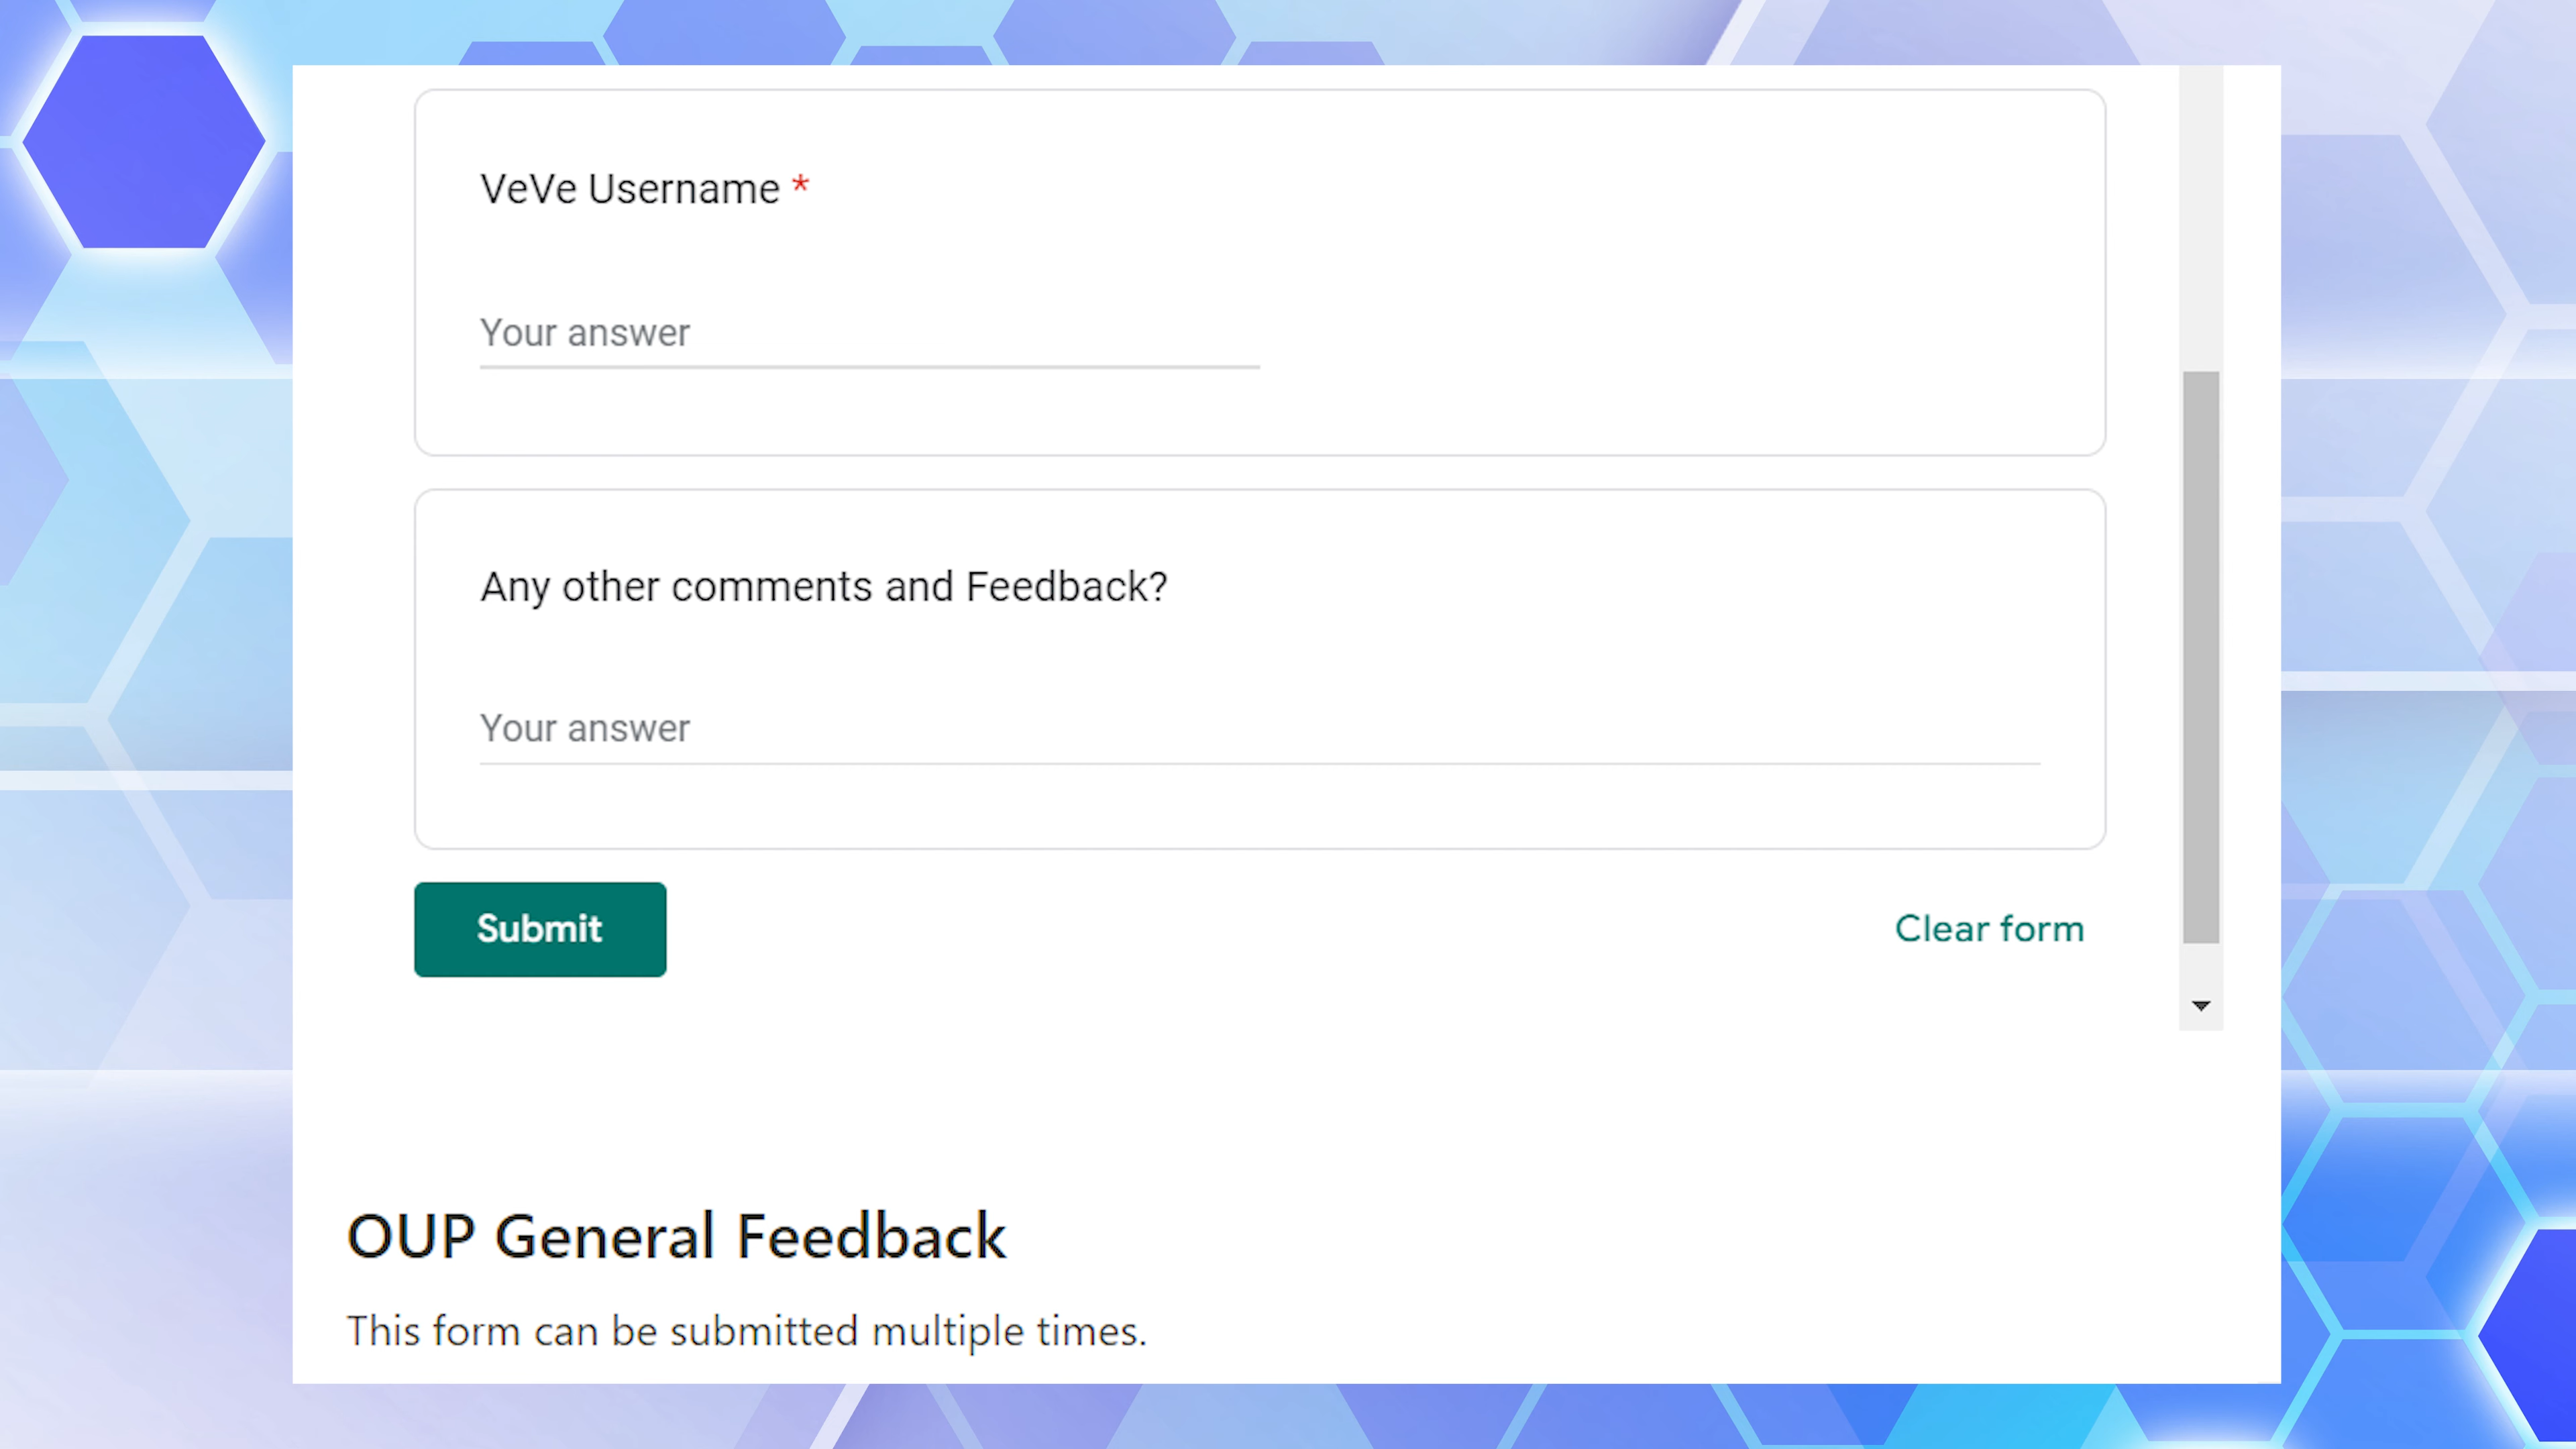 VeVe Username *
Your answer
Any other comments and Feedback?
Your answer
Submit
Clear form
OUP General Feedback
This form can be submitted multiple times.